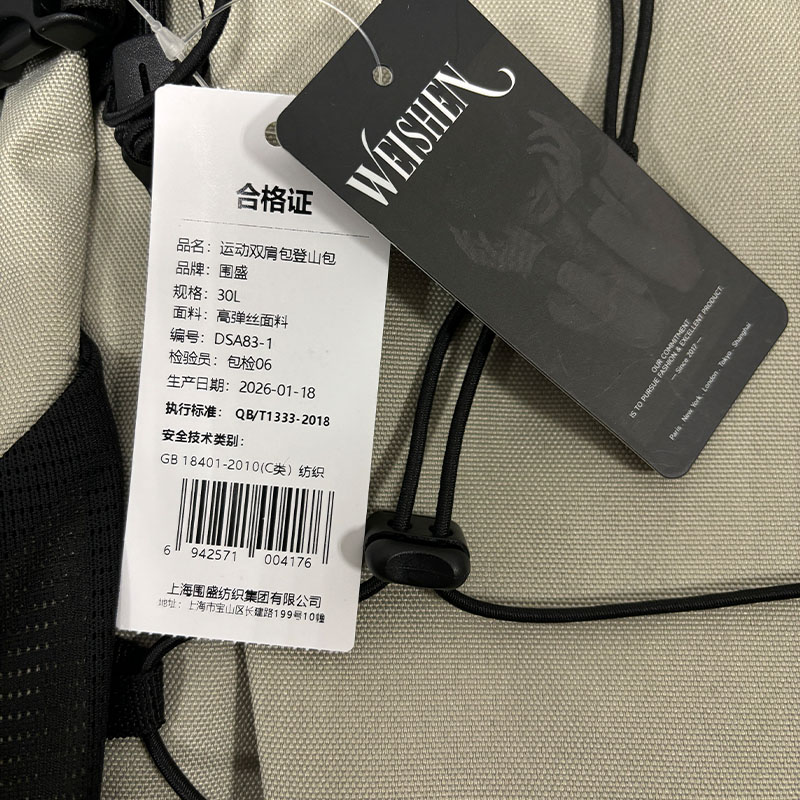 合格证
品名：运动双肩包登山包
品牌：围盛
规格：30L
面料：高弹丝面料
编号：DSA83-1
检验员：包检06
生产日期：2026-01-18
执行标准： QB/T1333-2018
安全技术类别：
GB 18401-2010(C类) 纺织
6 942571 004176
上海围盛纺织集团有限公司
地址：上海市宝山区长建路199号10幢
WEISHEN
OUR COMMITMENT
IS TO PURSUE FASHION & EXCELLENT PRODUCT.
— Since 2017 —
Paris . New York . London . Tokyo . Shanghai